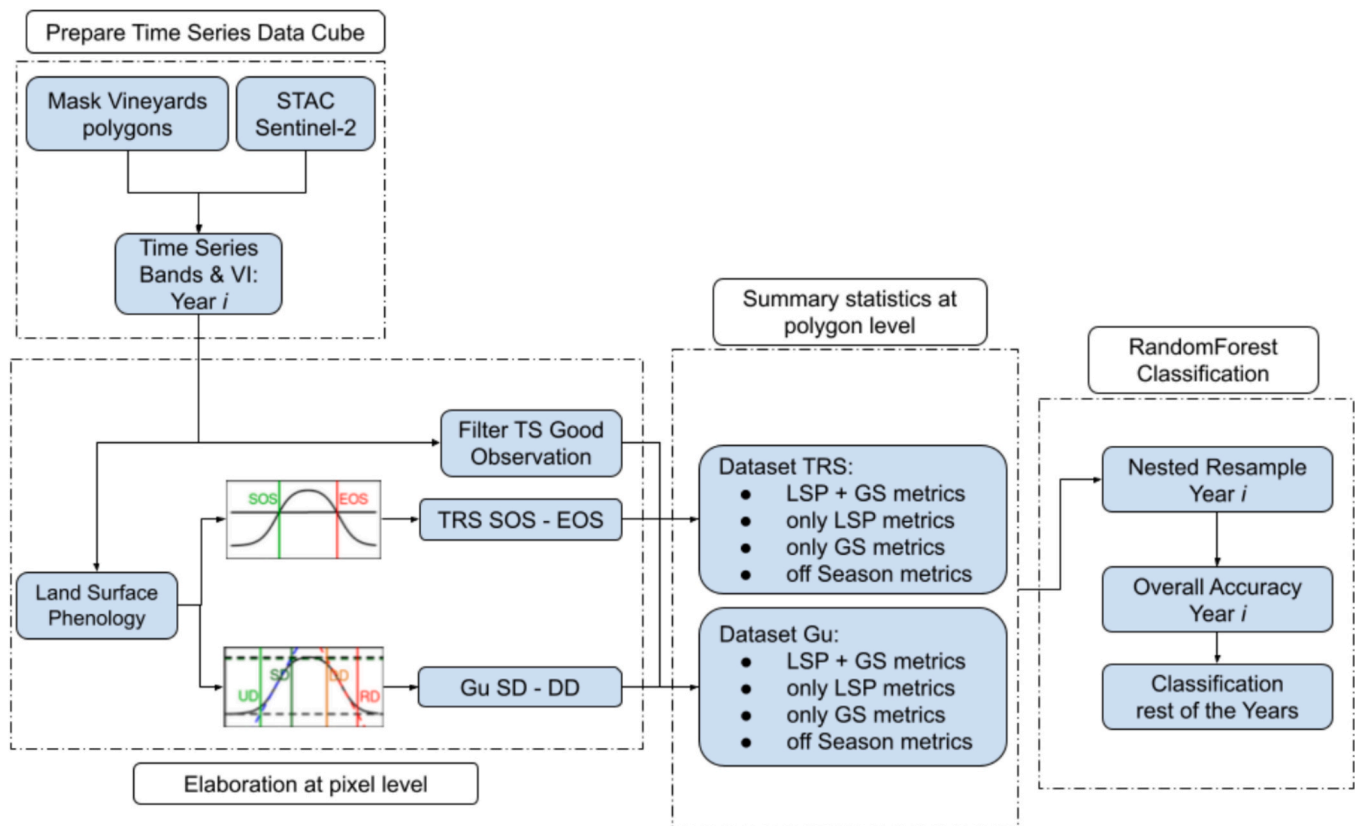 Prepare Time Series Data Cube
Mask Vineyards
polygons
STAC
Sentinel-2
Time Series
Bands & VI:
Year i
Filter TS Good
Observation
SOS
EOS
TRS SOS - EOS
Land Surface
Phenology
UD
SD
DD
RD
Gu SD - DD
Elaboration at pixel level
Summary statistics at
polygon level
Dataset TRS:
● LSP + GS metrics
● only LSP metrics
● only GS metrics
● off Season metrics
Dataset Gu:
● LSP + GS metrics
● only LSP metrics
● only GS metrics
● off Season metrics
RandomForest
Classification
Nested Resample
Year i
Overall Accuracy
Year i
Classification
rest of the Years